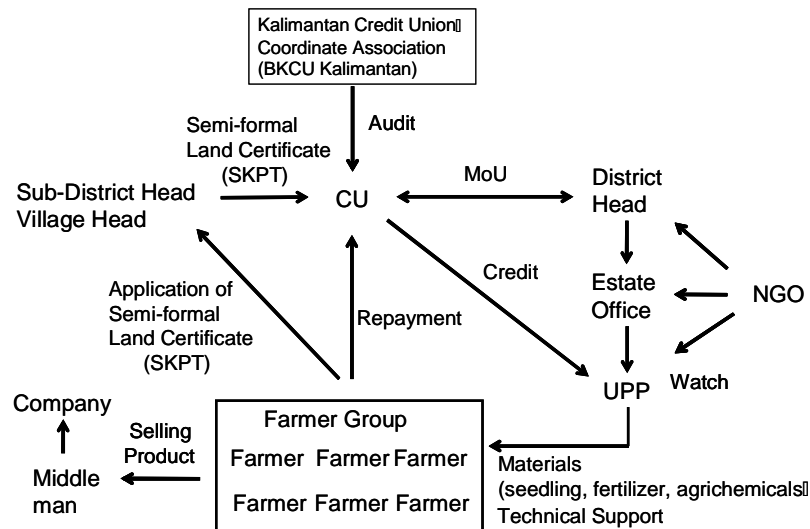 Kalimantan Credit Union
Coordinate Association
(BKCU Kalimantan)
Audit
Semi-formal
Land Certificate
(SKPT)
Sub-District Head
Village Head
CU
MoU
District
Head
Credit
Estate
Office
NGO
Application of
Semi-formal
Land Certificate
(SKPT)
Repayment
UPP
Watch
Company
Selling
Product
Middle
man
Farmer Group
Farmer Farmer Farmer
Farmer Farmer Farmer
Materials
(seedling, fertilizer, agrichemicals
Technical Support